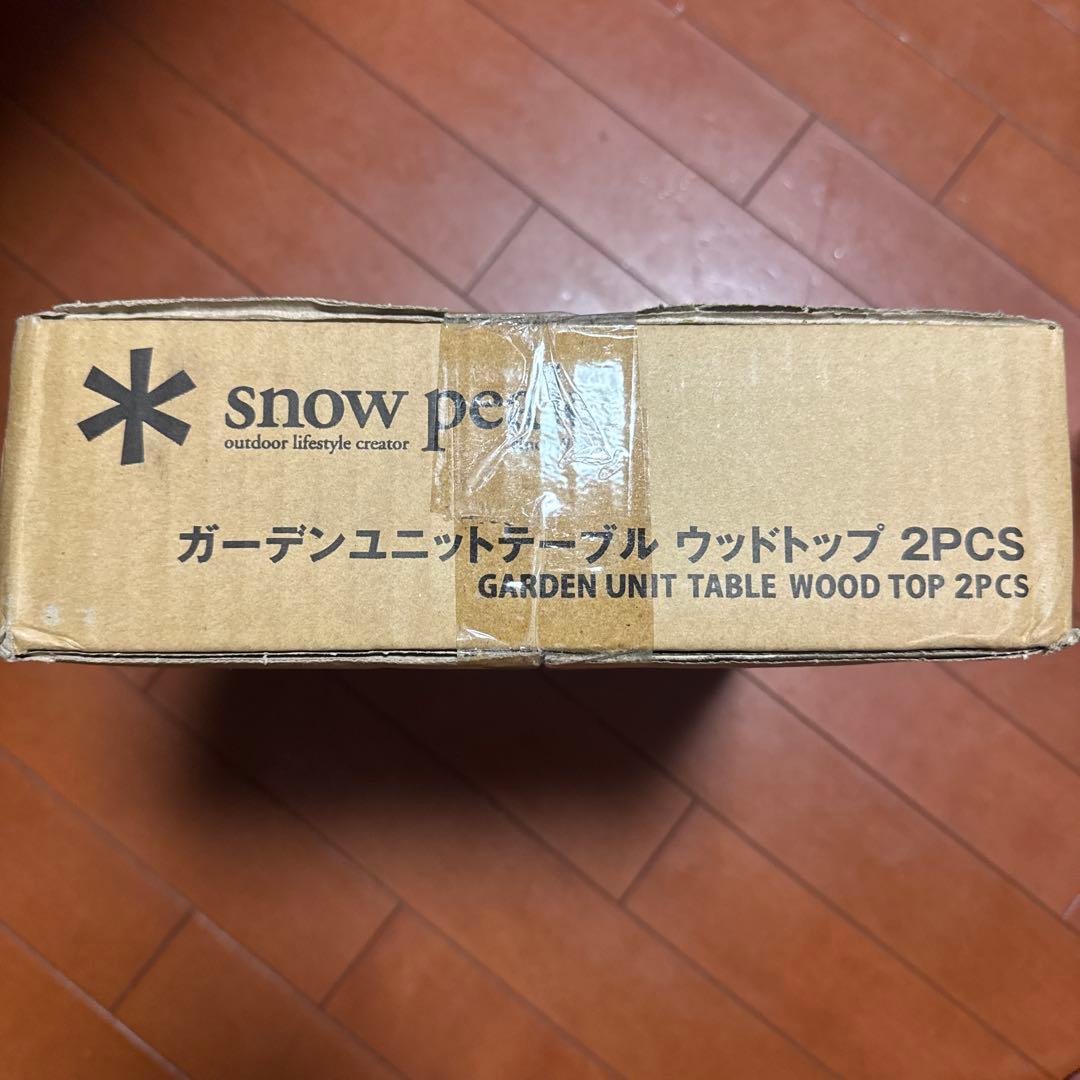 snow peak
outdoor lifestyle creator
ガーデンユニットテーブル ウッドトップ 2PCS
GARDEN UNIT TABLE WOOD TOP 2PCS